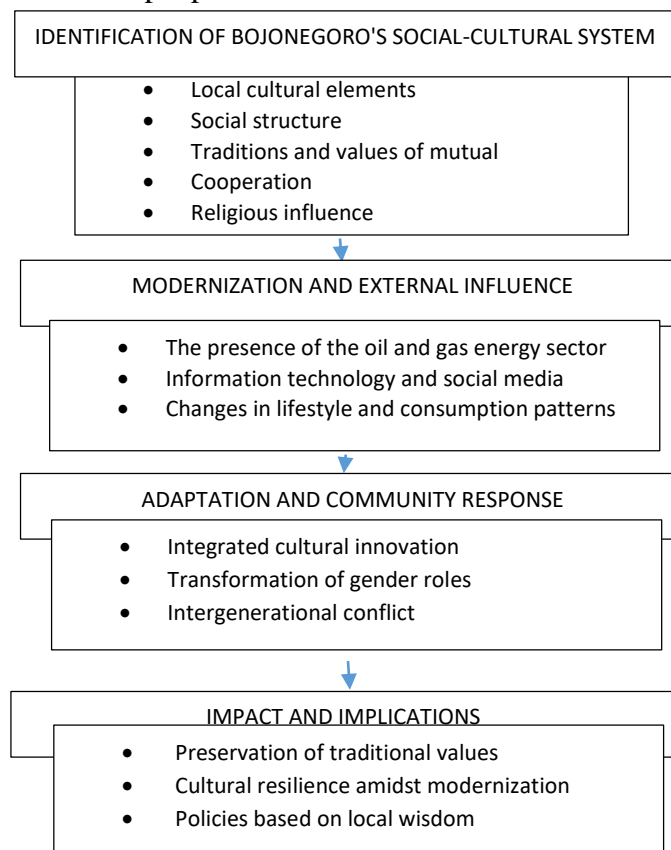 IDENTIFICATION OF BOJONEGORO'S SOCIAL-CULTURAL SYSTEM
• Local cultural elements
• Social structure
• Traditions and values of mutual
• Cooperation
• Religious influence
MODERNIZATION AND EXTERNAL INFLUENCE
• The presence of the oil and gas energy sector
• Information technology and social media
• Changes in lifestyle and consumption patterns
ADAPTATION AND COMMUNITY RESPONSE
• Integrated cultural innovation
• Transformation of gender roles
• Intergenerational conflict
IMPACT AND IMPLICATIONS
• Preservation of traditional values
• Cultural resilience amidst modernization
• Policies based on local wisdom